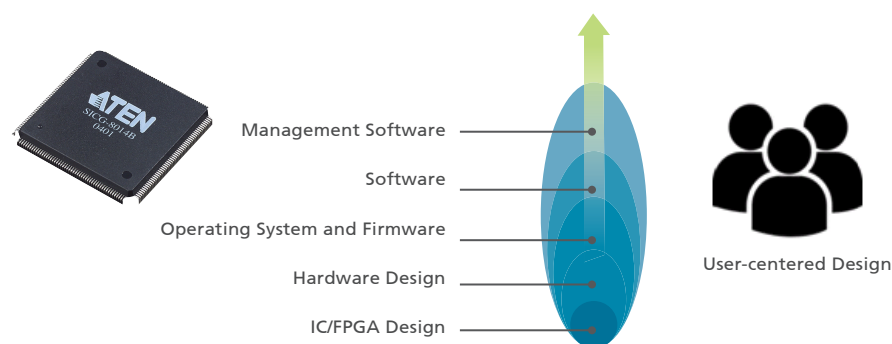 ATEN
SICG-8014B
0401
Management Software
Software
Operating System and Firmware
Hardware Design
IC/FPGA Design
User-centered Design